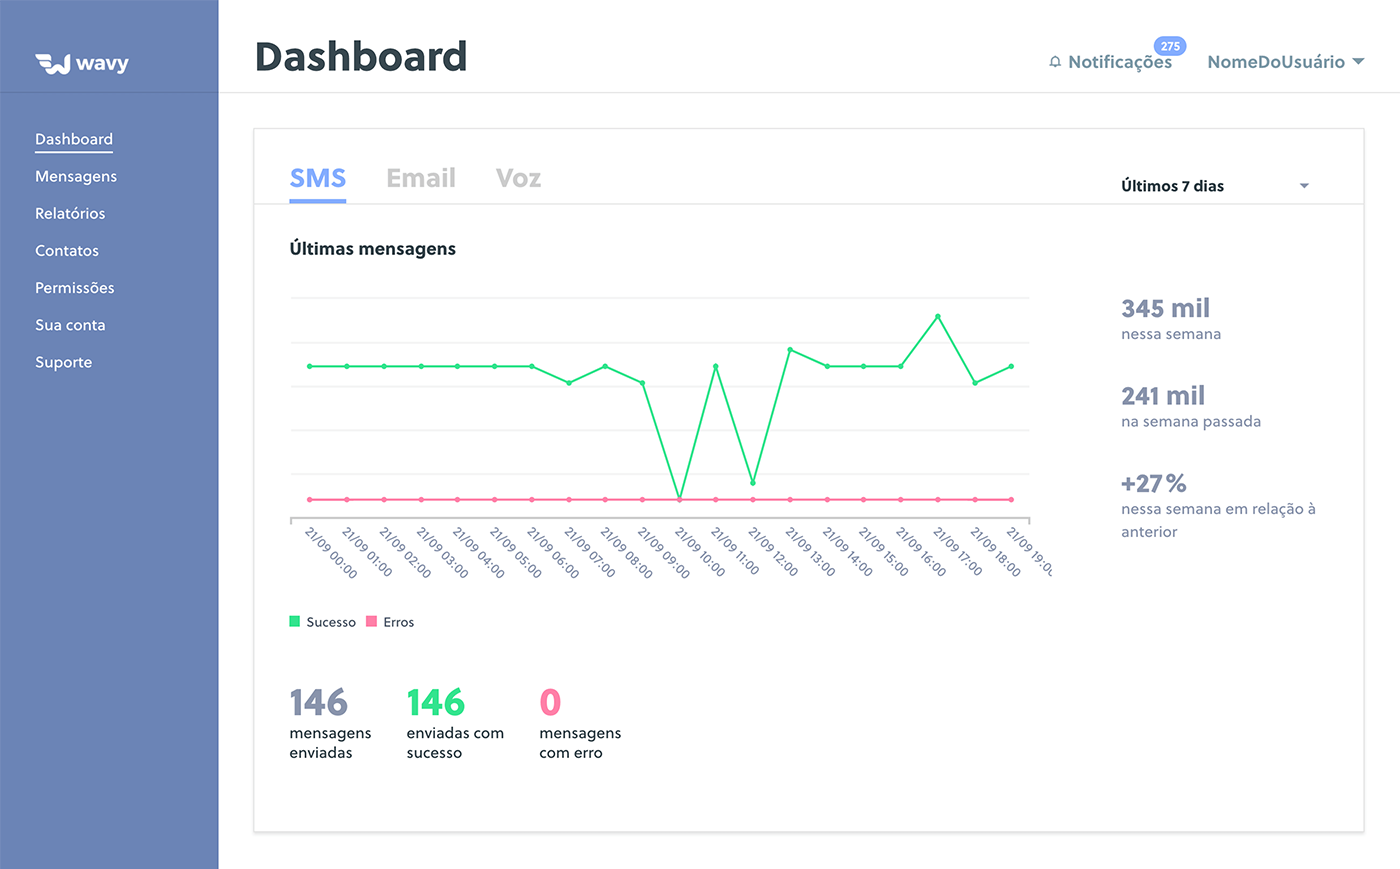 wavy
Dashboard
Mensagens
Relatórios
Contatos
Permissões
Sua conta
Suporte
Dashboard
Notificações
275
NomeDoUsuário
SMS
Email
Voz
Últimos 7 dias
Últimas mensagens
21/09 00:00
21/09 01:00
21/09 02:00
21/09 03:00
21/09 04:00
21/09 05:00
21/09 06:00
21/09 07:00
21/09 08:00
21/09 09:00
21/09 10:00
21/09 11:00
21/09 12:00
21/09 13:00
21/09 14:00
21/09 15:00
21/09 16:00
21/09 17:00
21/09 18:00
21/09 19:00
Sucesso
Erros
146
mensagens
enviadas
146
enviadas com
sucesso
0
mensagens
com erro
345 mil
nessa semana
241 mil
na semana passada
+27%
nessa semana em relação à
anterior